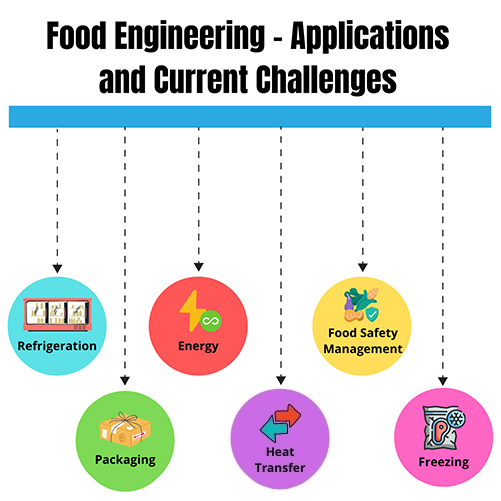 Food Engineering - Applications
and Current Challenges
Refrigeration
Energy
Food Safety
Management
Packaging
Heat
Transfer
Freezing